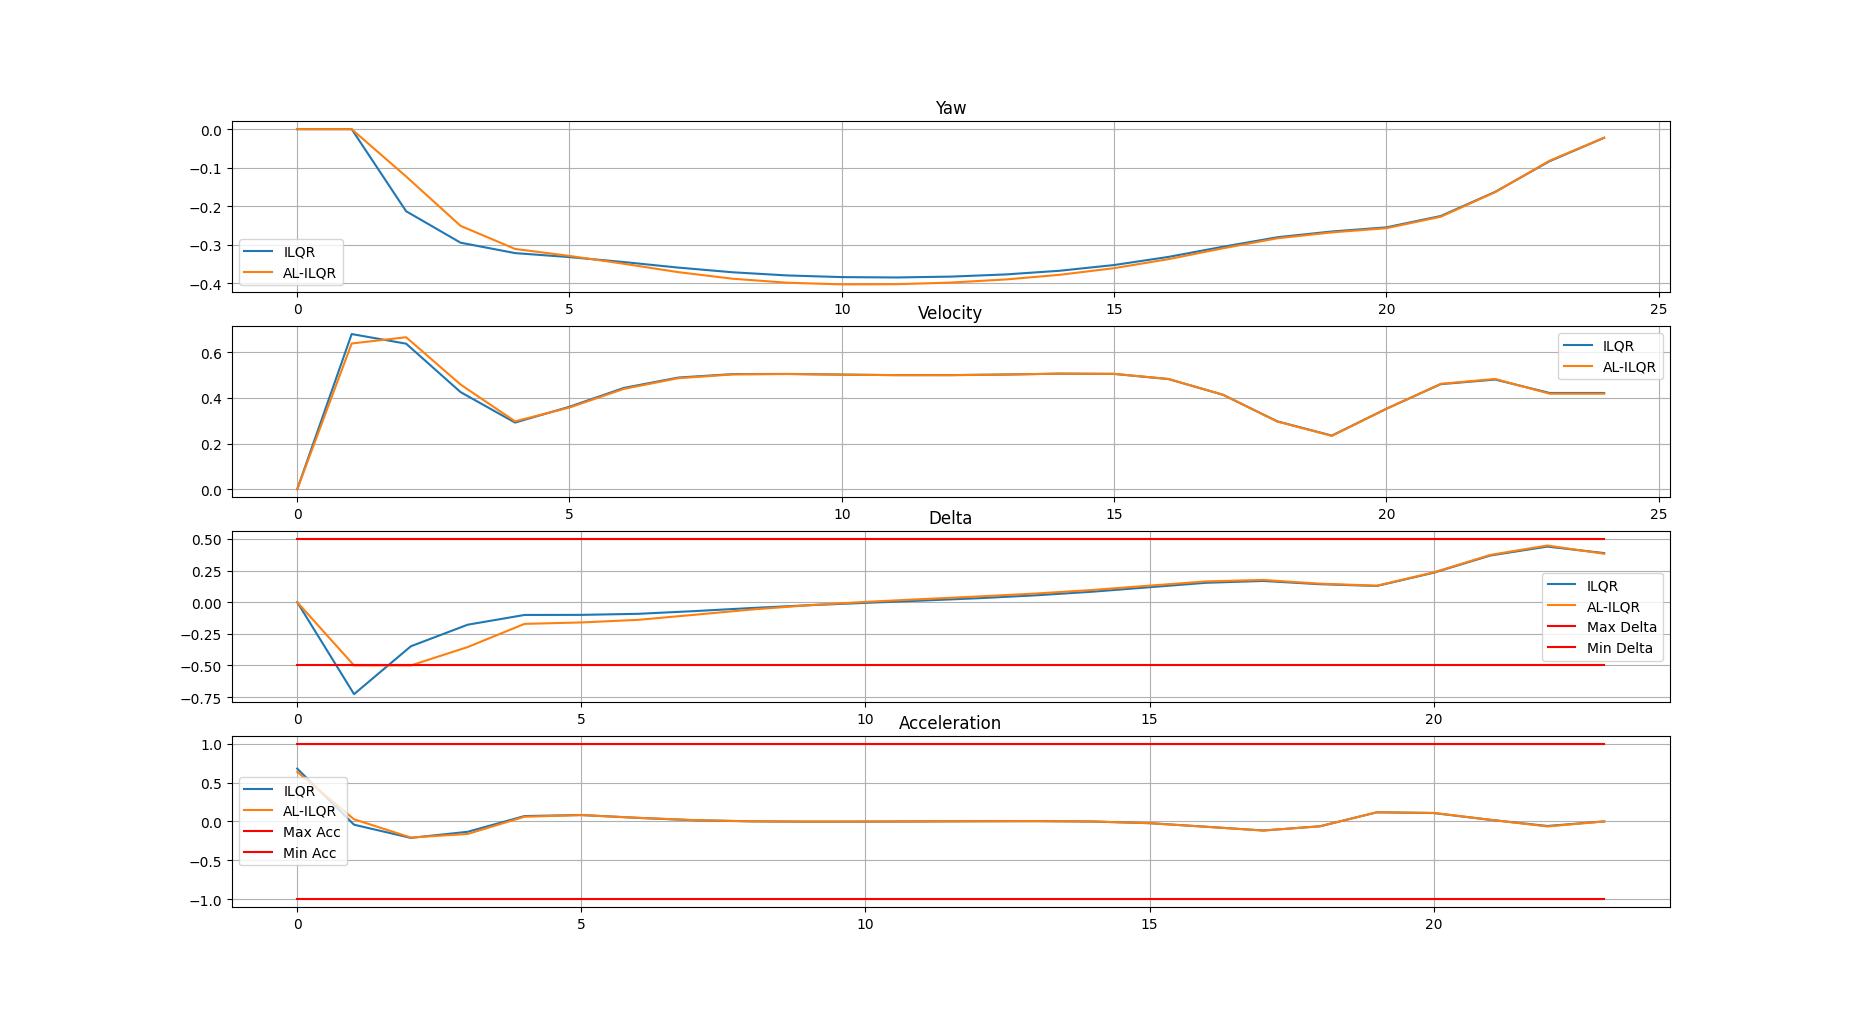 Yaw
0.0
−0.1
−0.2
−0.3
−0.4
ILQR
AL-ILQR
0 5 10 15 20 25
Velocity
0.6
0.4
0.2
0.0
ILQR
AL-ILQR
0 5 10 15 20 25
Delta
0.50
0.25
0.00
−0.25
−0.50
−0.75
ILQR
AL-ILQR
Max Delta
Min Delta
0 5 10 15 20
Acceleration
1.0
0.5
0.0
−0.5
−1.0
ILQR
AL-ILQR
Max Acc
Min Acc
0 5 10 15 20